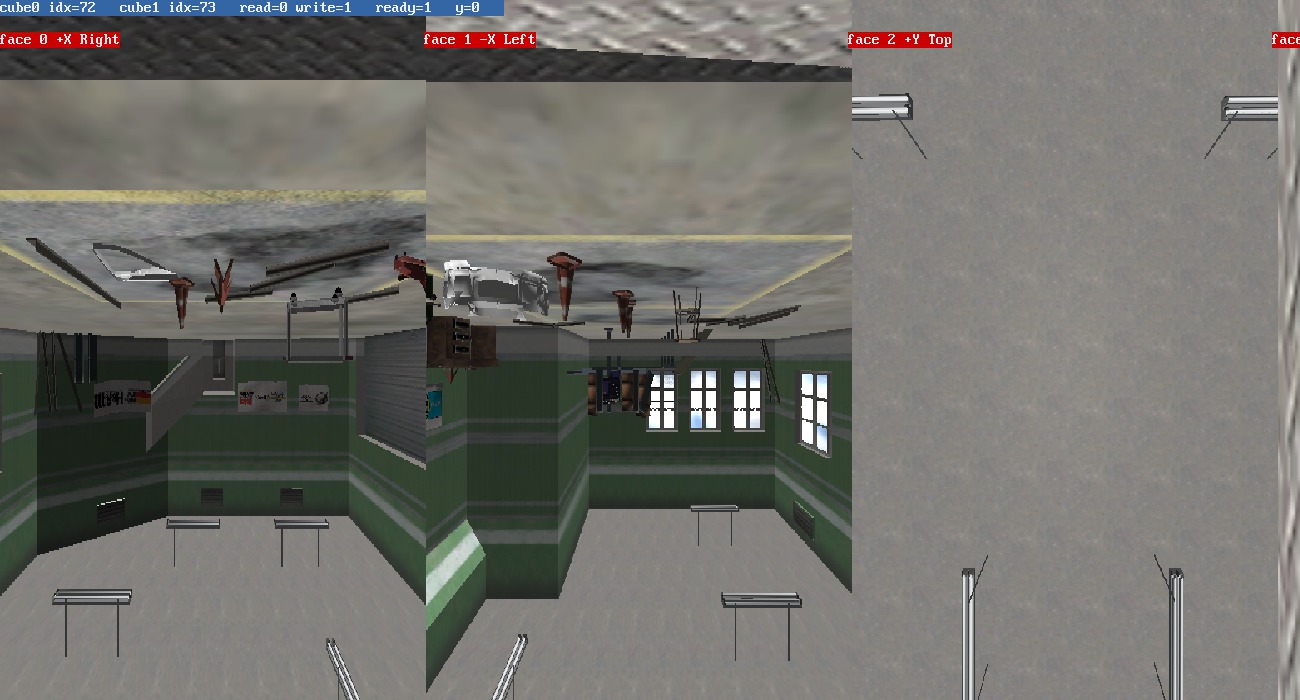 cube0 idx=72 cube1 idx=73 read=0 write=1 ready=1 y=0
face 0 +X Right
face 1 -X Left
face 2 +Y Top
face